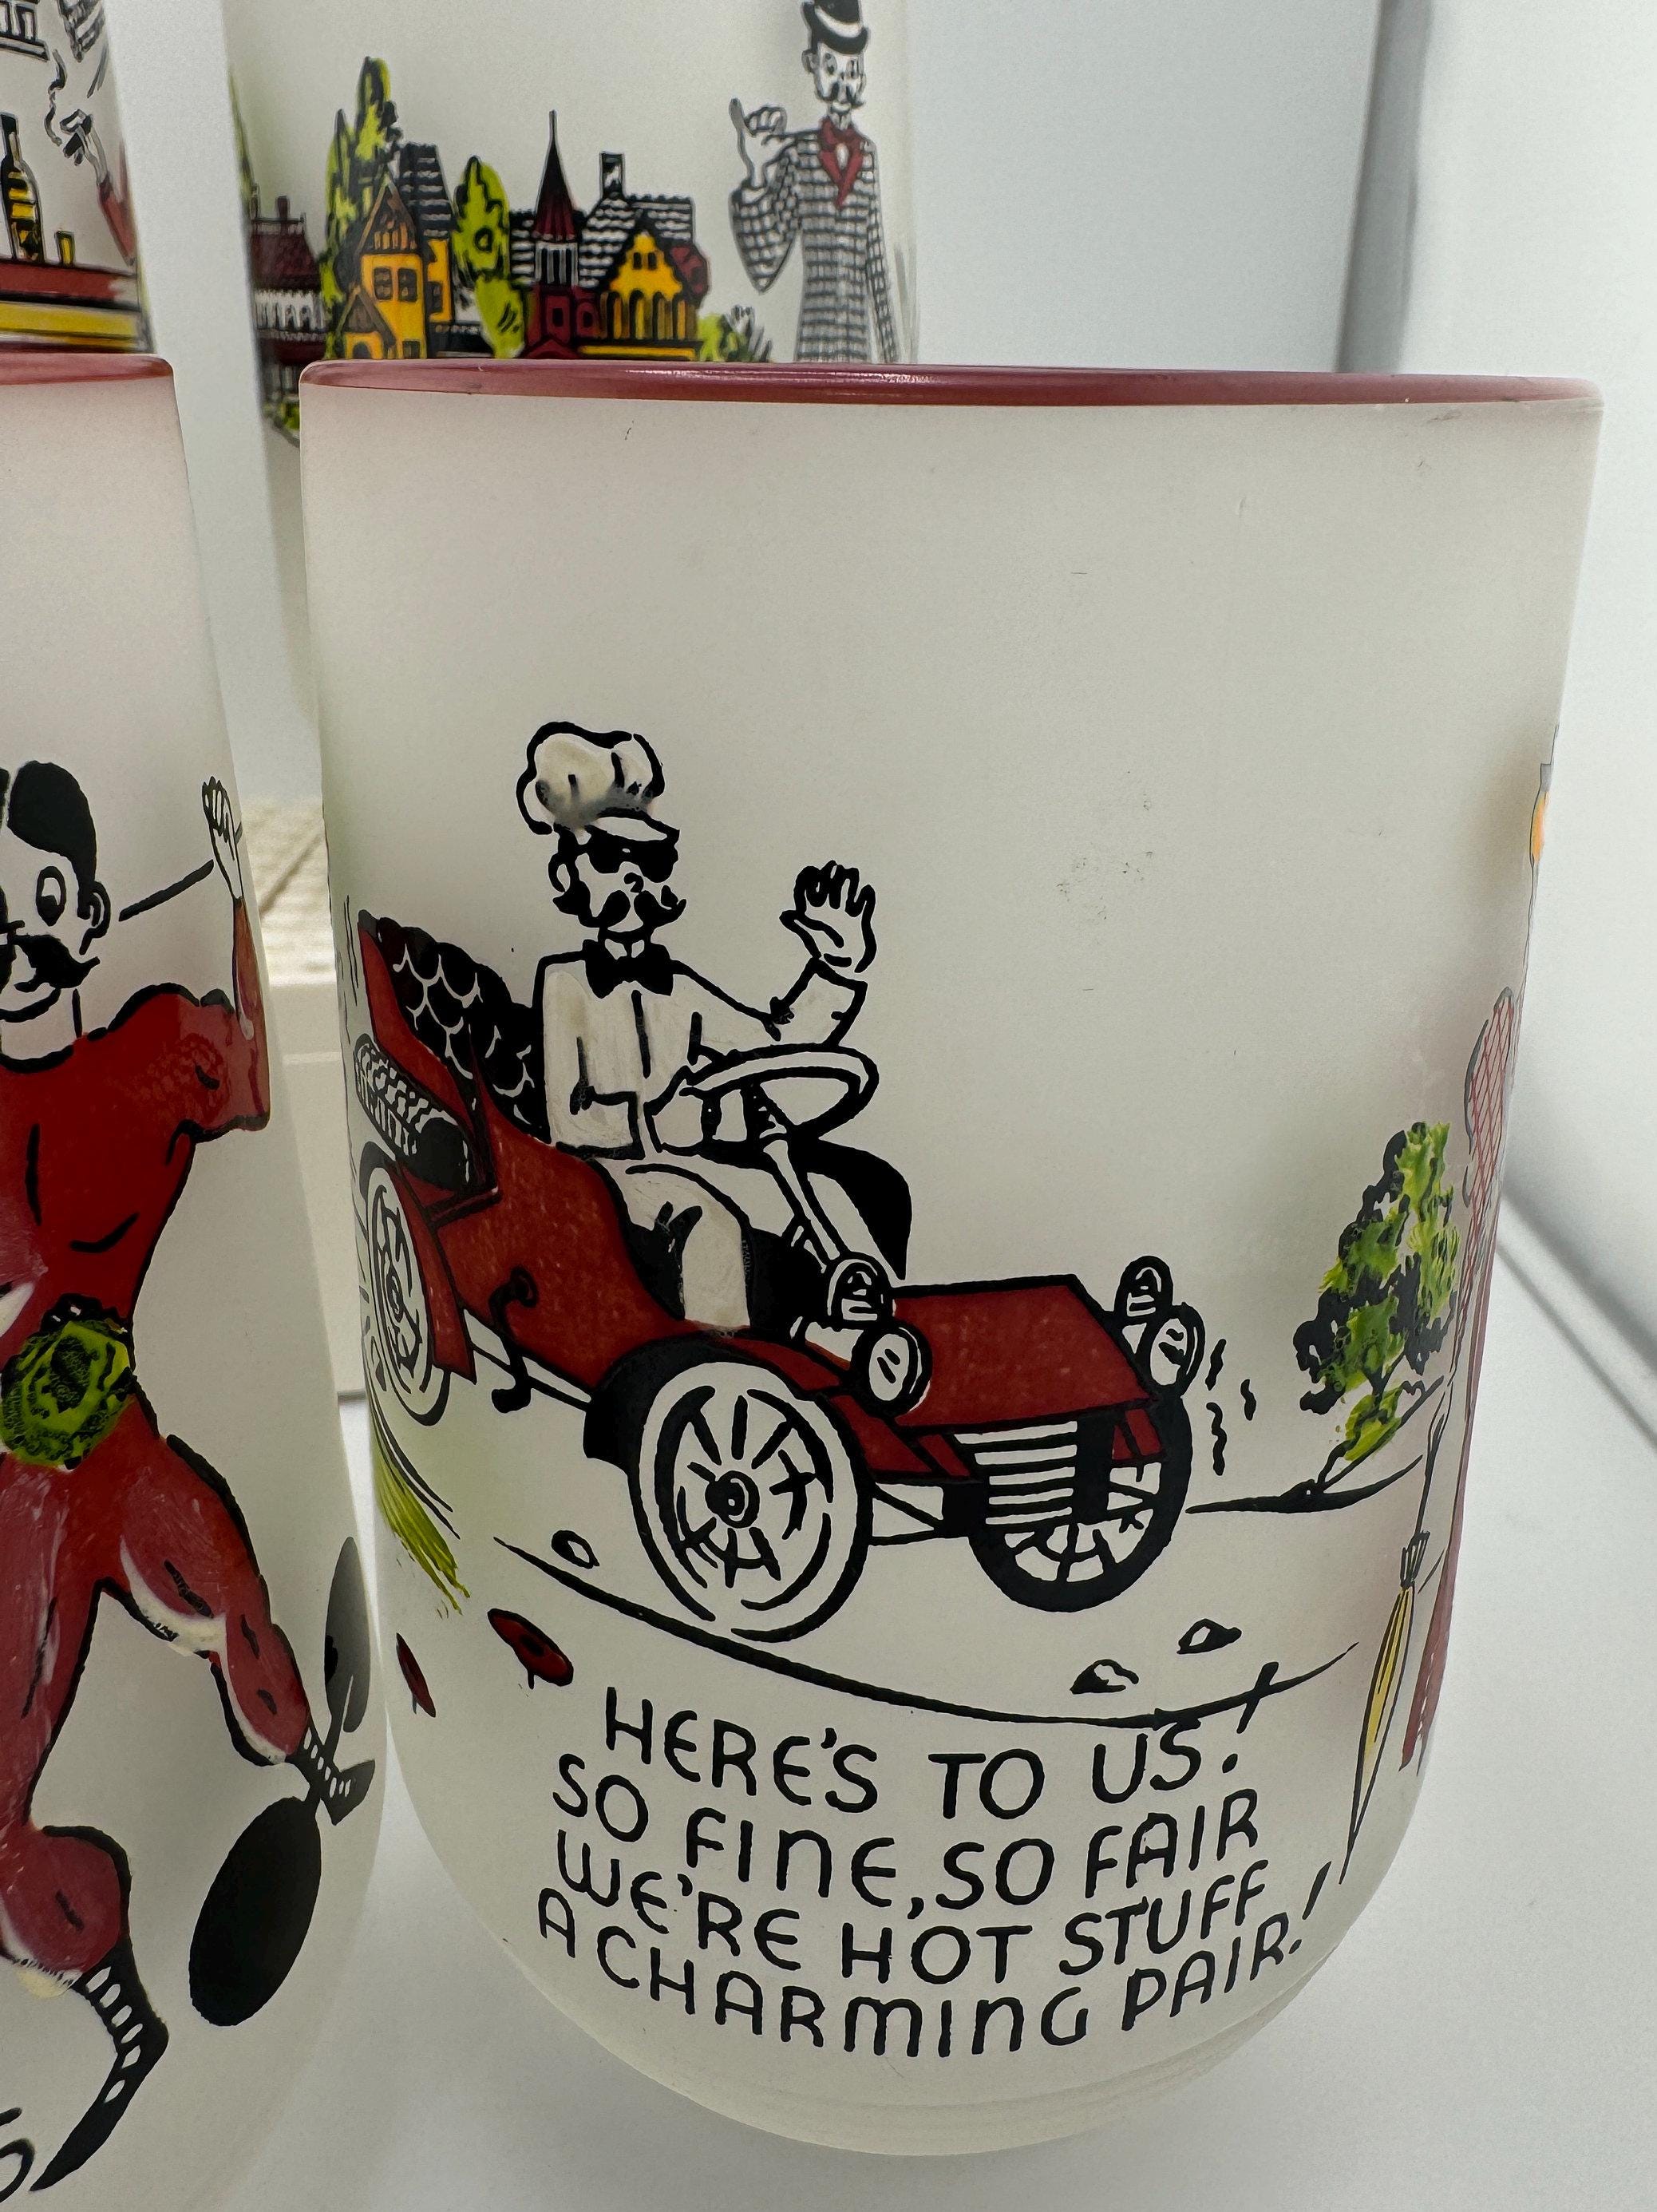 HERE'S TO US!
SO FINE, SO FAIR
WE'RE HOT STUFF
A CHARMING PAIR!